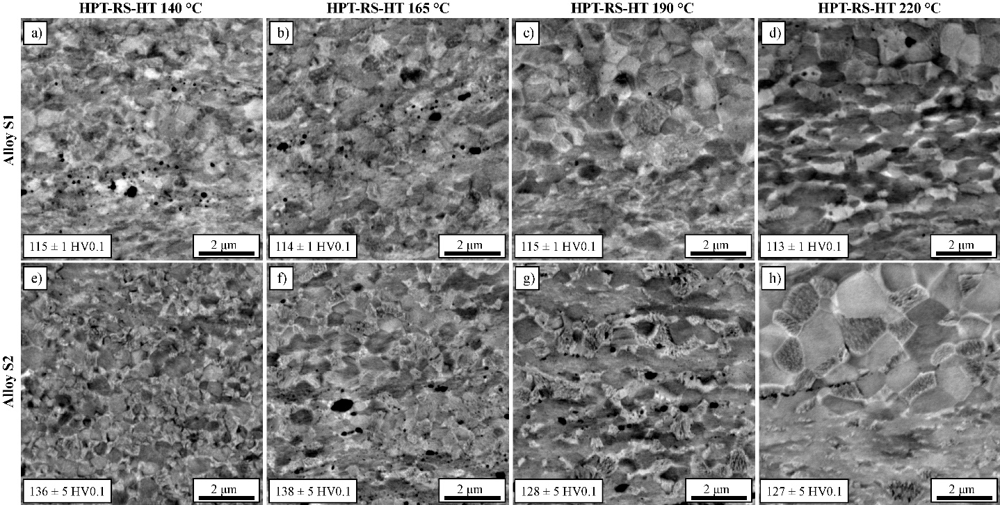 HPT-RS-HT 140 °C HPT-RS-HT 165 °C HPT-RS-HT 190 °C HPT-RS-HT 220 °C
Alloy S1
a) b) c) d)
115 ± 1 HV0.1 2 µm 114 ± 1 HV0.1 2 µm 115 ± 1 HV0.1 2 µm 113 ± 1 HV0.1 2 µm
Alloy S2
e) f) g) h)
136 ± 5 HV0.1 2 µm 138 ± 5 HV0.1 2 µm 128 ± 5 HV0.1 2 µm 127 ± 5 HV0.1 2 µm